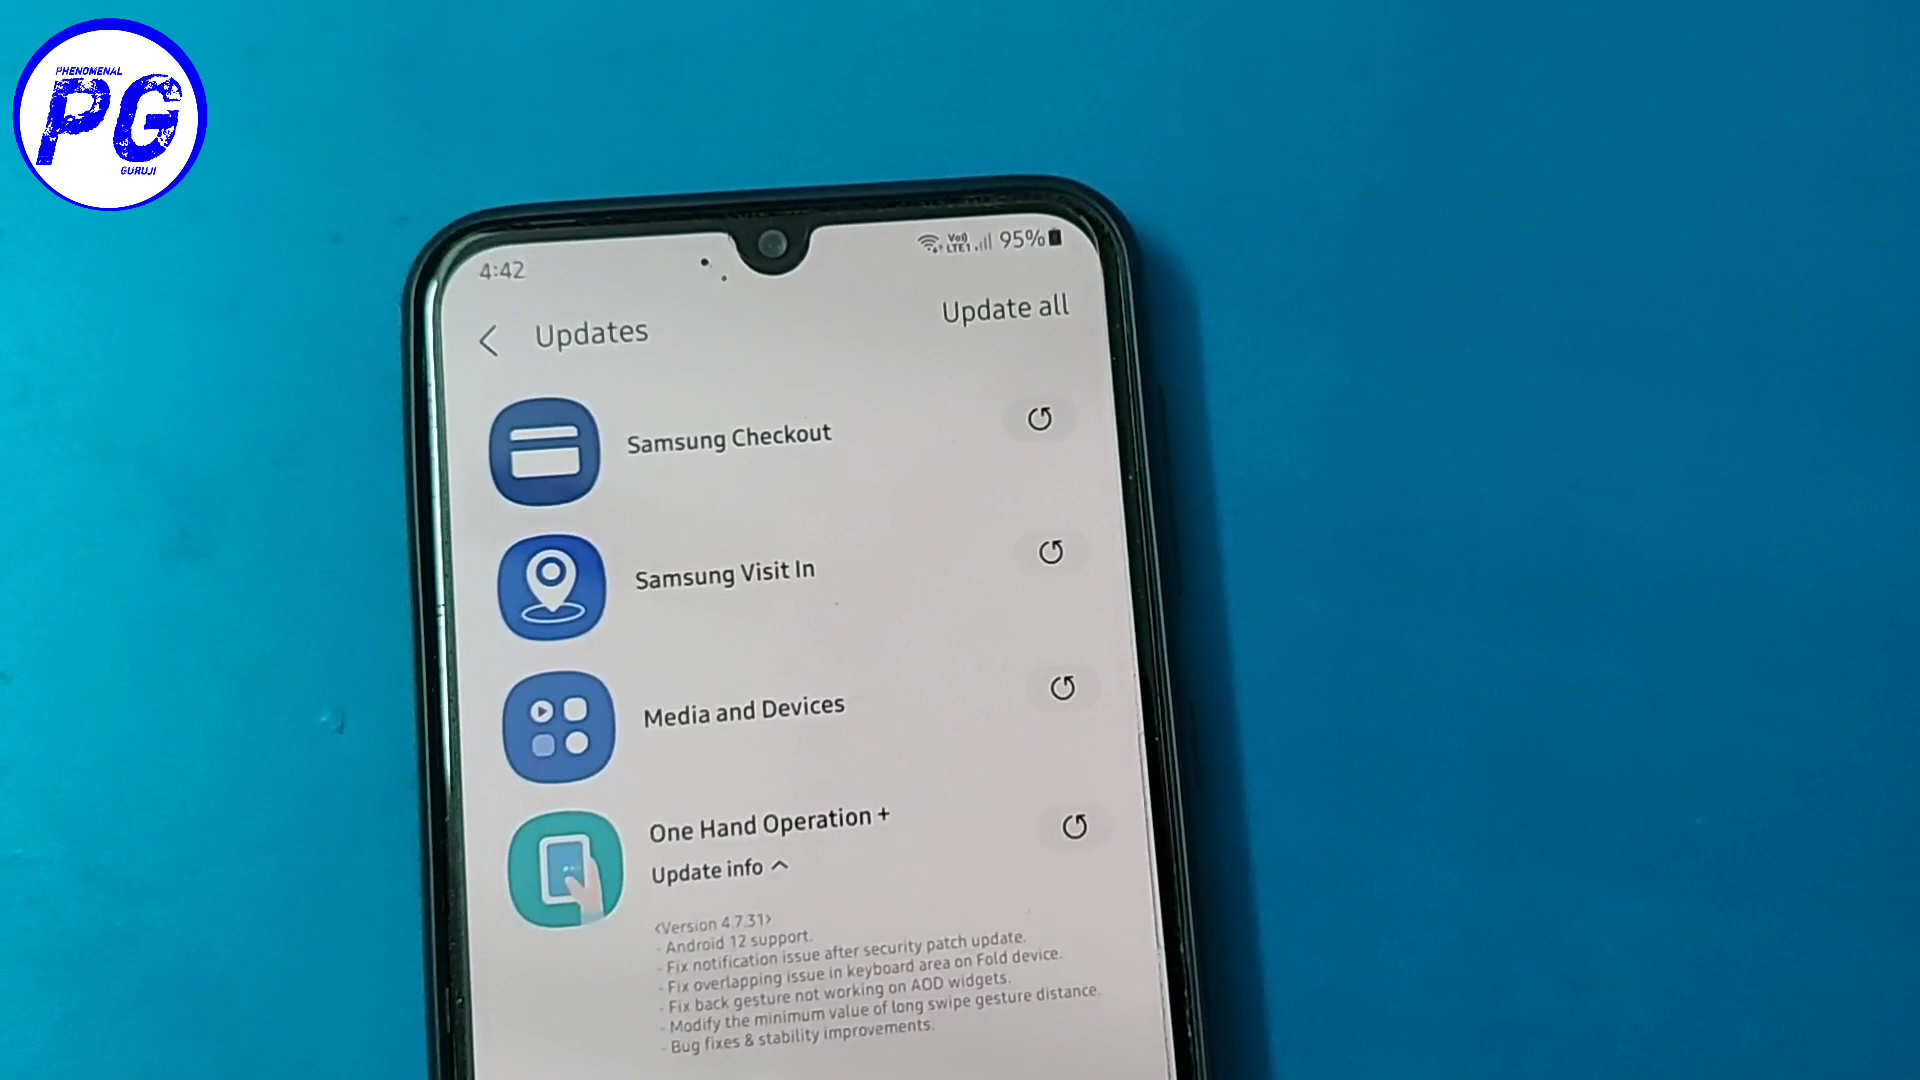 PHENOMENAL
PG
GURUJI
4:42
Vo)) LTE1 95%
Updates
Update all
Samsung Checkout
Samsung Visit In
Media and Devices
One Hand Operation +
Update info
<Version 4.7.31>
- Android 12 support.
- Fix notification issue after security patch update.
- Fix overlapping issue in keyboard area on Fold device.
- Fix back gesture not working on AOD widgets.
- Modify the minimum value of long swipe gesture distance.
- Bug fixes & stability improvements.